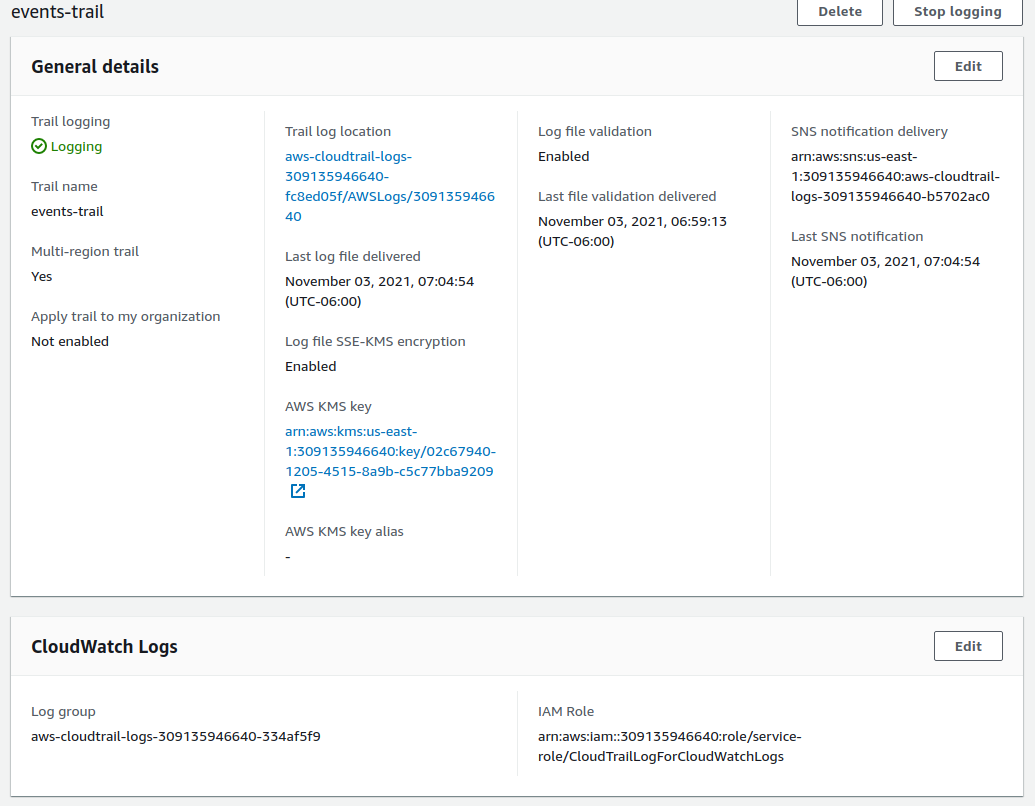 events-trail
Delete
Stop logging
General details
Edit
Trail logging
Logging
Trail name
events-trail
Multi-region trail
Yes
Apply trail to my organization
Not enabled
Trail log location
aws-cloudtrail-logs-
309135946640-
fc8ed05f/AWSLogs/3091359466
40
Last log file delivered
November 03, 2021, 07:04:54
(UTC-06:00)
Log file SSE-KMS encryption
Enabled
AWS KMS key
arn:aws:kms:us-east-
1:309135946640:key/02c67940-
1205-4515-8a9b-c5c77bba9209
AWS KMS key alias
-
Log file validation
Enabled
Last file validation delivered
November 03, 2021, 06:59:13
(UTC-06:00)
SNS notification delivery
arn:aws:sns:us-east-
1:309135946640:aws-cloudtrail-
logs-309135946640-b5702ac0
Last SNS notification
November 03, 2021, 07:04:54
(UTC-06:00)
CloudWatch Logs
Edit
Log group
aws-cloudtrail-logs-309135946640-334af5f9
IAM Role
arn:aws:iam::309135946640:role/service-
role/CloudTrailLogForCloudWatchLogs